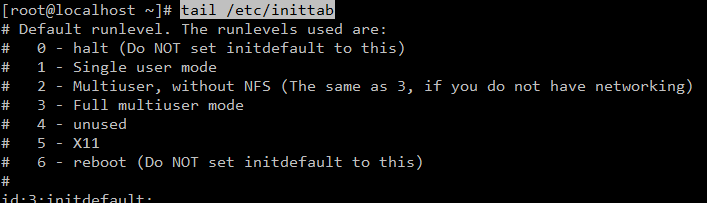 [root@localhost ~]# tail /etc/inittab
# Default runlevel. The runlevels used are:
#   0 - halt (Do NOT set initdefault to this)
#   1 - Single user mode
#   2 - Multiuser, without NFS (The same as 3, if you do not have networking)
#   3 - Full multiuser mode
#   4 - unused
#   5 - X11
#   6 - reboot (Do NOT set initdefault to this)
#
id:3:initdefault: